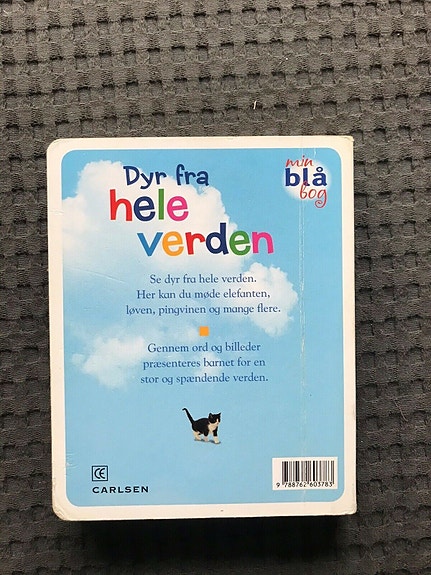 Dyr fra
hele
verden
min
blå
bog
Se dyr fra hele verden.
Her kan du møde elefanten,
løven, pingvinen og mange flere.
Gennem ord og billeder
præsenteres barnet for en
stor og spændende verden.
CE
CARLSEN
9 788762 603783